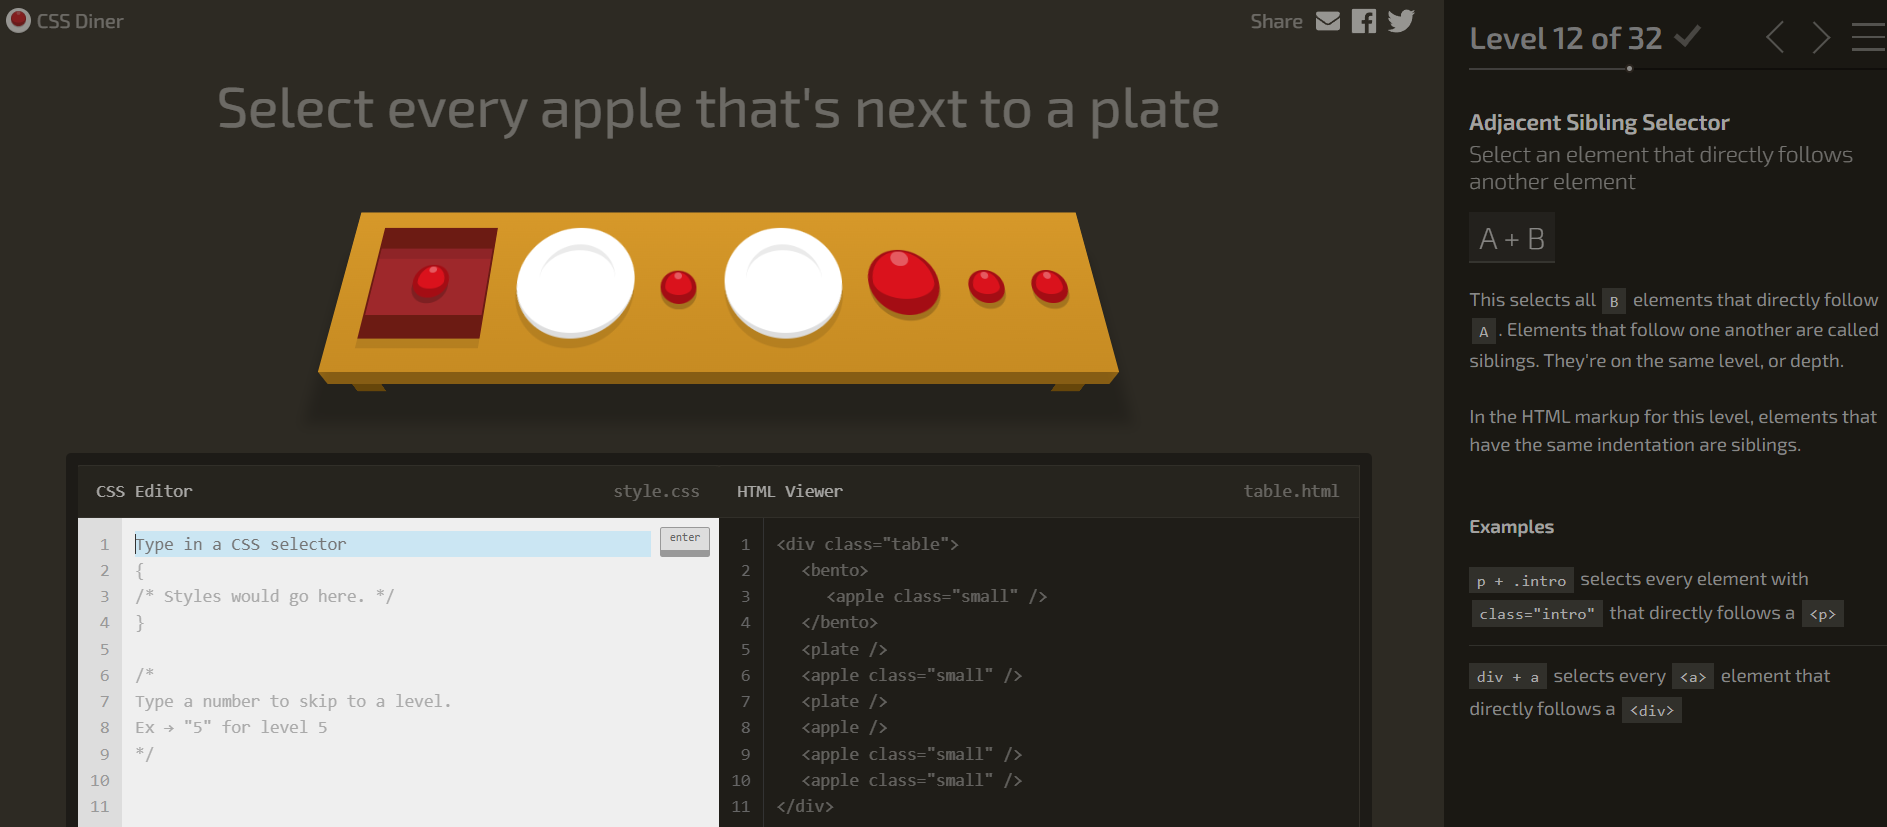 CSS Diner
Share
Select every apple that's next to a plate
CSS Editor
style.css
1 Type in a CSS selector
enter
2 {
3 /* Styles would go here. */
4 }
5
6 /*
7 Type a number to skip to a level.
8 Ex → "5" for level 5
9 */
10
11
HTML Viewer
table.html
1 <div class="table">
2 <bento>
3 <apple class="small" />
4 </bento>
5 <plate />
6 <apple class="small" />
7 <plate />
8 <apple />
9 <apple class="small" />
10 <apple class="small" />
11 </div>
Level 12 of 32
Adjacent Sibling Selector
Select an element that directly follows
another element
A + B
This selects all B elements that directly follow
A . Elements that follow one another are called
siblings. They're on the same level, or depth.
In the HTML markup for this level, elements that
have the same indentation are siblings.
Examples
p + .intro selects every element with
class="intro" that directly follows a <p>
div + a selects every <a> element that
directly follows a <div>